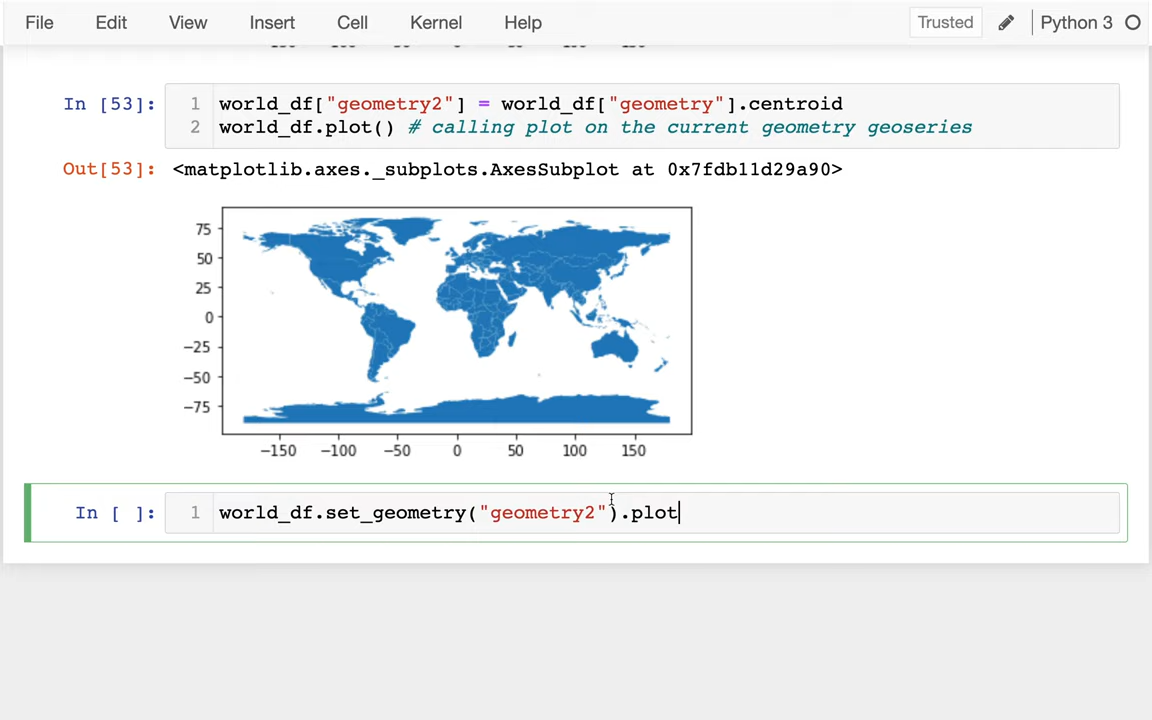 File Edit View Insert Cell Kernel Help Trusted Python 3
In [53]: 1 world_df["geometry2"] = world_df["geometry"].centroid
2 world_df.plot() # calling plot on the current geometry geoseries
Out[53]: <matplotlib.axes._subplots.AxesSubplot at 0x7fdb11d29a90>
75
50
25
0
−25
−50
−75
−150 −100 −50 0 50 100 150
In [ ]: 1 world_df.set_geometry("geometry2").plot